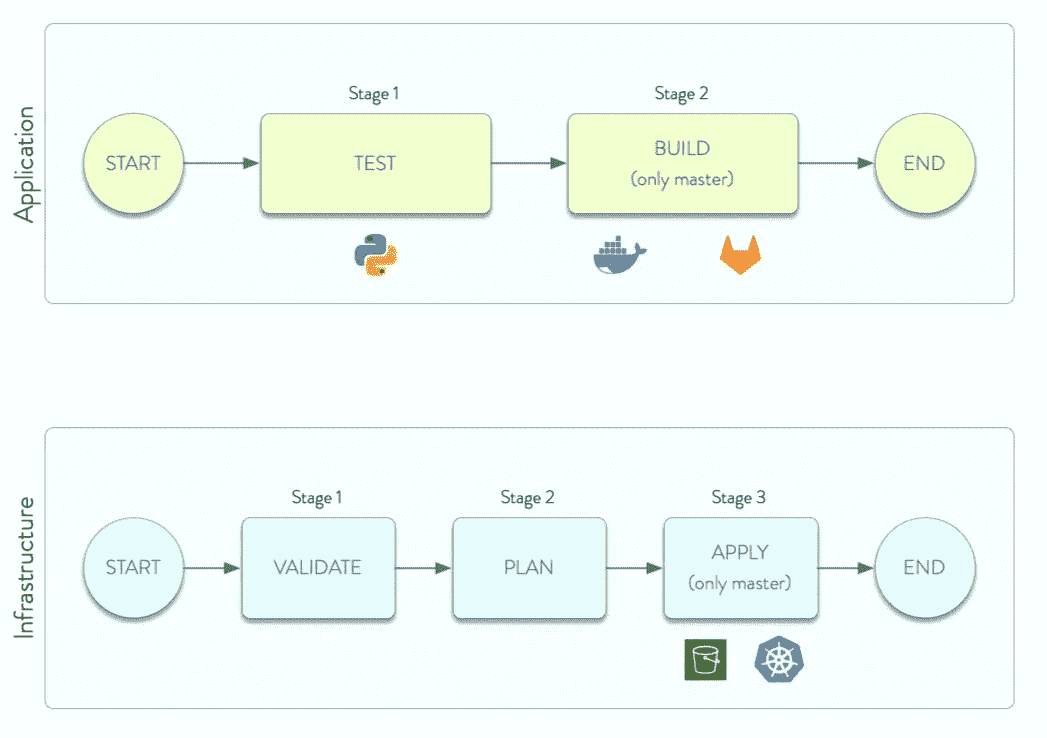 Application
Stage 1
Stage 2
START
TEST
BUILD
(only master)
END
Infrastructure
Stage 1
Stage 2
Stage 3
START
VALIDATE
PLAN
APPLY
(only master)
END